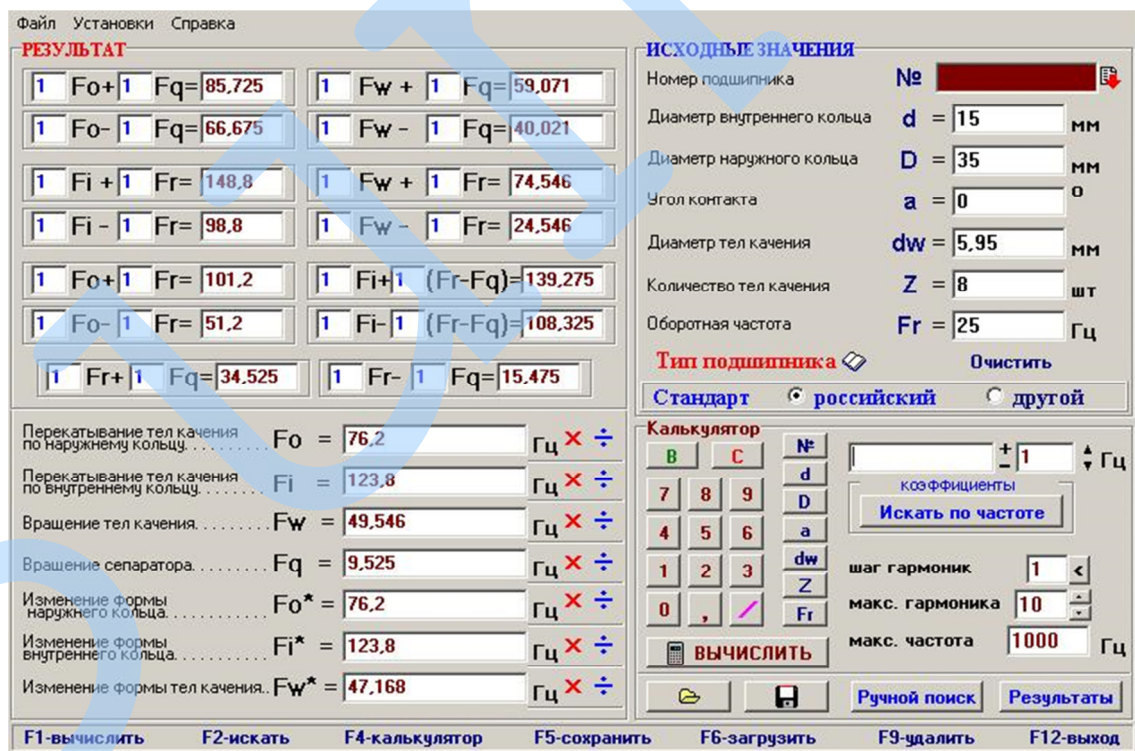 Файл Установки Справка
РЕЗУЛЬТАТ
1 Fo+ 1 Fq= 85,725 1 Fw + 1 Fq= 59,071
1 Fo- 1 Fq= 66,675 1 Fw - 1 Fq= 40,021
1 Fi + 1 Fr= 148,8 1 Fw + 1 Fr= 74,546
1 Fi - 1 Fr= 98,8 1 Fw - 1 Fr= 24,546
1 Fo+ 1 Fr= 101,2 1 Fi+ 1 (Fr-Fq)= 139,275
1 Fo- 1 Fr= 51,2 1 Fi- 1 (Fr-Fq)= 108,325
1 Fr+ 1 Fq= 34,525 1 Fr- 1 Fq= 15,475
Перекатывание тел качения
по наружнему кольцу. . . . . . . . Fo = 76,2 Гц × ÷
Перекатывание тел качения
по внутреннему кольцу. . . . . . . Fi = 123,8 Гц × ÷
Вращение тел качения. . . . . . . . Fw = 49,546 Гц × ÷
Вращение сепаратора. . . . . . . . Fq = 9,525 Гц × ÷
Изменение формы
наружнего кольца. . . . . . . . . . Fo* = 76,2 Гц × ÷
Изменение формы
внутреннего кольца. . . . . . . . . Fi* = 123,8 Гц × ÷
Изменение формы тел качения.. Fw* = 47,168 Гц × ÷
ИСХОДНЫЕ ЗНАЧЕНИЯ
Номер подшипника №
Диаметр внутреннего кольца d = 15 мм
Диаметр наружного кольца D = 35 мм
Угол контакта a = 0 °
Диаметр тел качения dw = 5,95 мм
Количество тел качения Z = 8 шт
Оборотная частота Fr = 25 Гц
Тип подшипника Очистить
Стандарт российский другой
Калькулятор
В С №
7 8 9 d
D
4 5 6 a
1 2 3 dw
Z
0 , / Fr
ВЫЧИСЛИТЬ
± 1 Гц
коэффициенты
Искать по частоте
шаг гармоник 1 <
макс. гармоника 10
макс. частота 1000 Гц
Ручной поиск Результаты
F1-вычислить F2-искать F4-калькулятор F5-сохранить F6-загрузить F9-удалить F12-выход